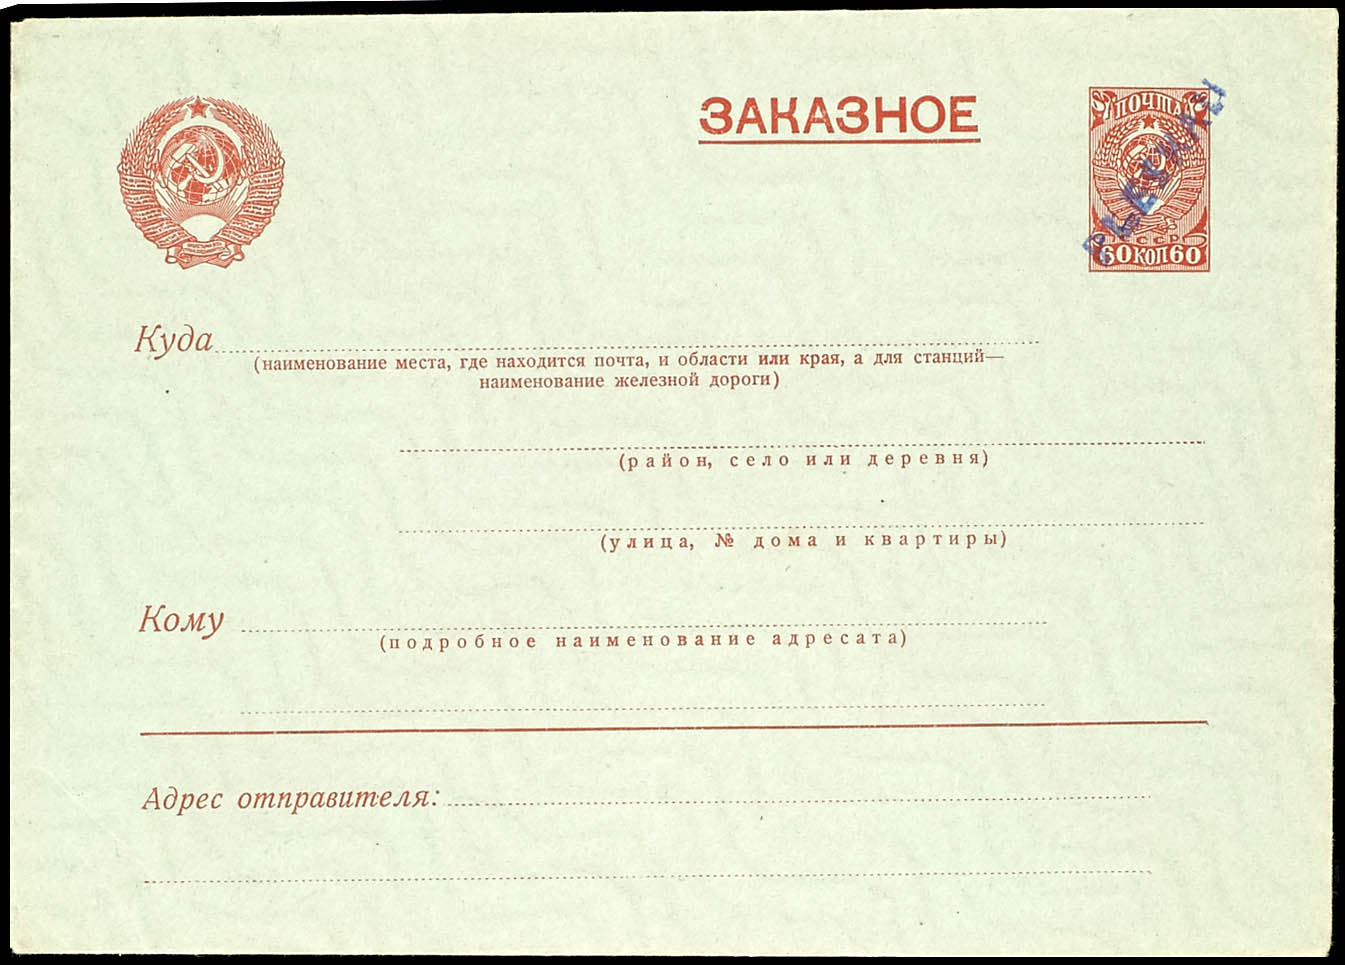 ЗАКАЗНОЕ
ПОЧТА
СССР
60 КОП 60
Куда
(наименование места, где находится почта, и области или края, а для станций—
наименование железной дороги)
(район, село или деревня)
(улица, № дома и квартиры)
Кому
(подробное наименование адресата)
Адрес отправителя: